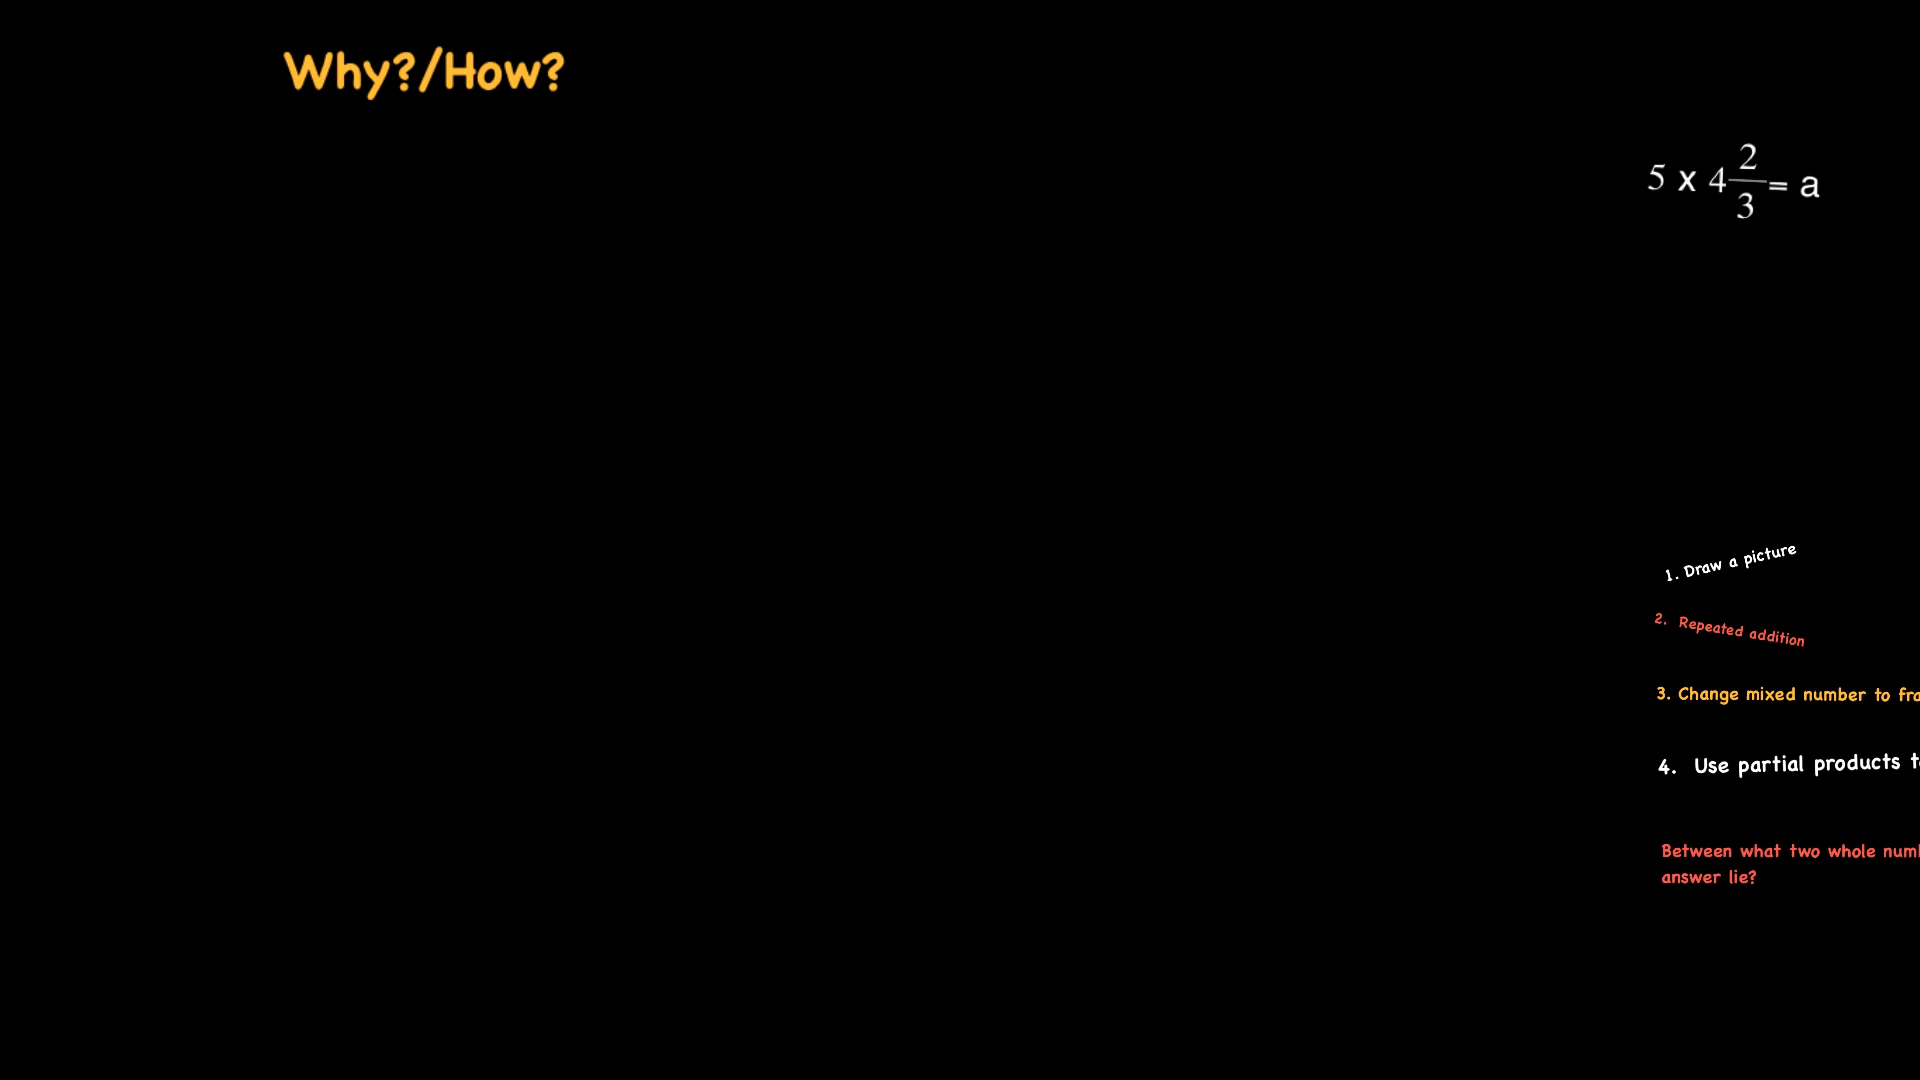 Why?/How?
5 x 4 2/3 = a
1. Draw a picture
2. Repeated addition
3. Change mixed number to
4. Use partial products
Between what two whole
answer lie?